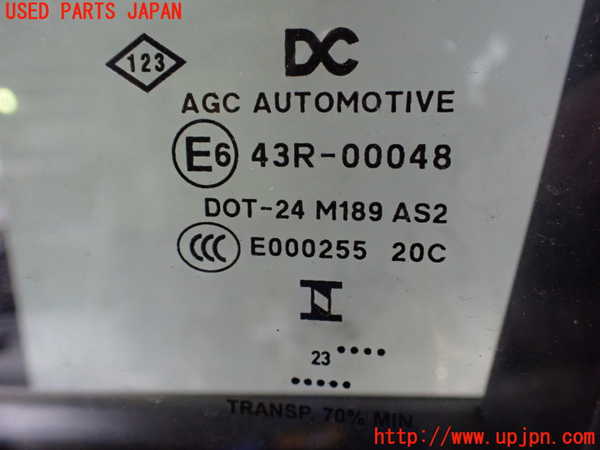 USED PARTS JAPAN
123
DC
AGC AUTOMOTIVE
E6 43R-00048
DOT-24 M189 AS2
CCC E000255 20C
23 ••••
•••••
TRANSP. 70% MIN
http://www.upjpn.com/